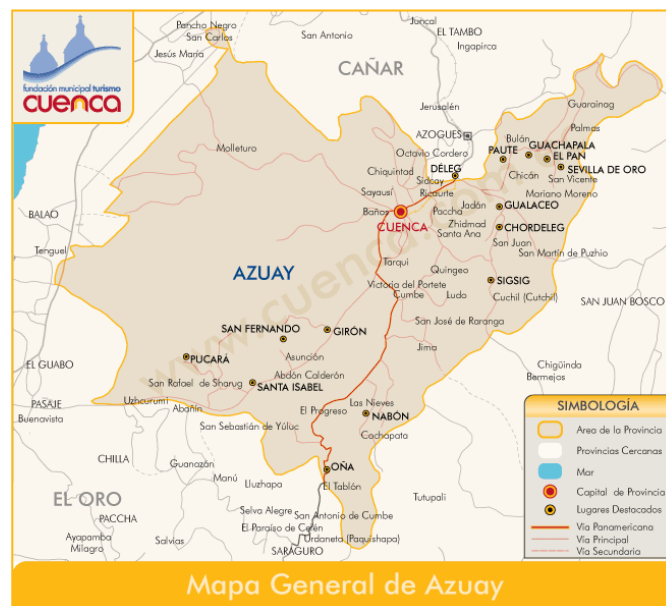 Pancho Negro
San Carlos
Jesús María
San Antonio
Juncal
EL TAMBO
Ingapirca
fundación municipal turismo
cuenca
CAÑAR
Jerusalén
Guarainag
Palmas
AZOGUES
Bulán
GUACHAPALA
Molleturo
Octavio Cordero
PAUTE
EL PAN
Chiquintad
DÉLEG
SEVILLA DE ORO
Sidcay
Chicán
San Vicente
Sayausí
Ricaurte
Mariano Moreno
Jadán
GUALACEO
BALAO
Baños
Paccha
CUENCA
Zhidmad
CHORDELEG
Santa Ana
San Juan
Tenguel
San Martín de Puzhio
Tarqui
AZUAY
Quingeo
Victoria del Portete
SIGSIG
Cumbe
Ludo
Cuchil (Cutchil)
SAN JUAN BOSCO
www.cuenca.com
San José de Raranga
SAN FERNANDO
GIRÓN
Jima
PUCARÁ
Asunción
EL GUABO
Chigüinda
Abdón Calderón
Bermejos
San Rafael de Sharug
SANTA ISABEL
PASAJE
Uzhcurumi
Las Nieves
Buenavista
Abañín
El Progreso
NABÓN
San Sebastián de Yúluc
Cochapata
CHILLA
Guanazán
OÑA
Manú
Lluzhapa
El Tablón
EL ORO
Tutupali
PACCHA
Selva Alegre
San Antonio de Cumbe
El Paraíso de Cerén
Ayapamba
Salvias
Urdaneta (Paquishapa)
Milagro
SARAGURO
SIMBOLOGÍA
Area de la Provincia
Provincias Cercanas
Mar
Capital de Provincia
Lugares Destacados
Vía Panamericana
Vía Principal
Vía Secundaria
Mapa General de Azuay